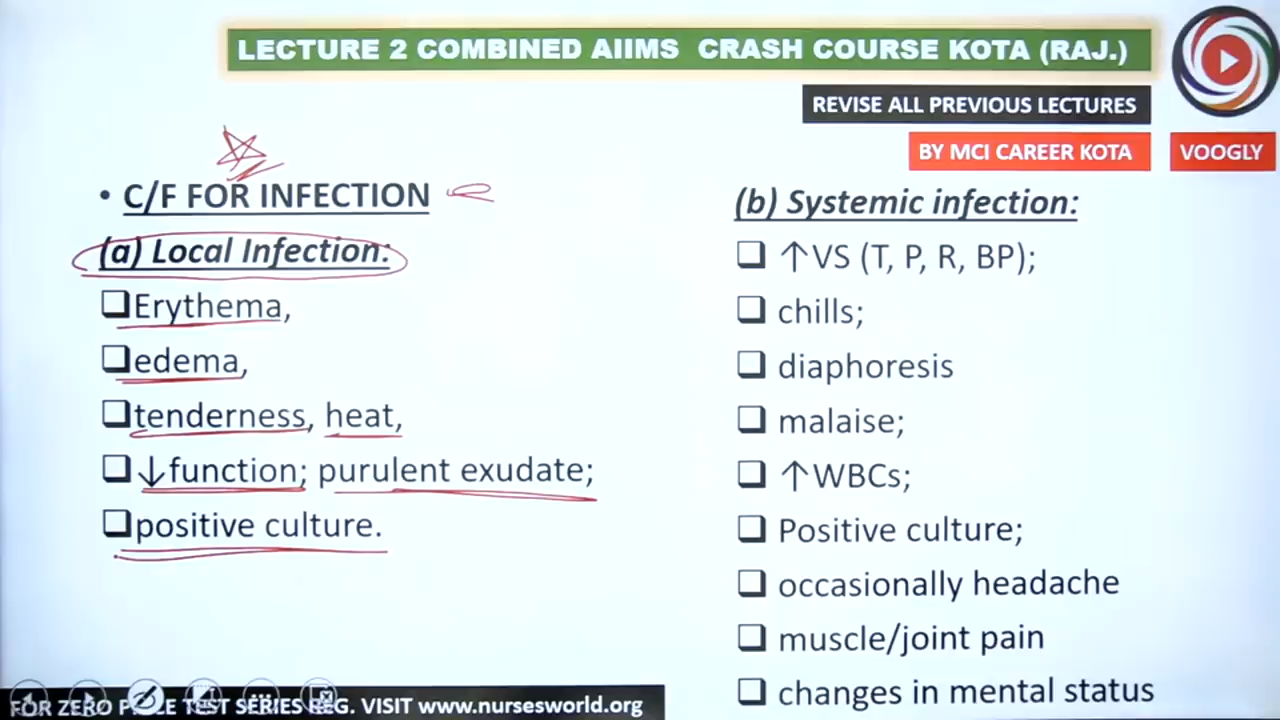 LECTURE 2 COMBINED AIIMS CRASH COURSE KOTA (RAJ.)
REVISE ALL PREVIOUS LECTURES
BY MCI CAREER KOTA
VOOGLY
• C/F FOR INFECTION
(a) Local Infection:
❑Erythema,
❑edema,
❑tenderness, heat,
❑↓function; purulent exudate;
❑positive culture.
(b) Systemic infection:
❑ ↑VS (T, P, R, BP);
❑ chills;
❑ diaphoresis
❑ malaise;
❑ ↑WBCs;
❑ Positive culture;
❑ occasionally headache
❑ muscle/joint pain
❑ changes in mental status
FOR ZERO TEST SERIES REG. VISIT www.nursesworld.org